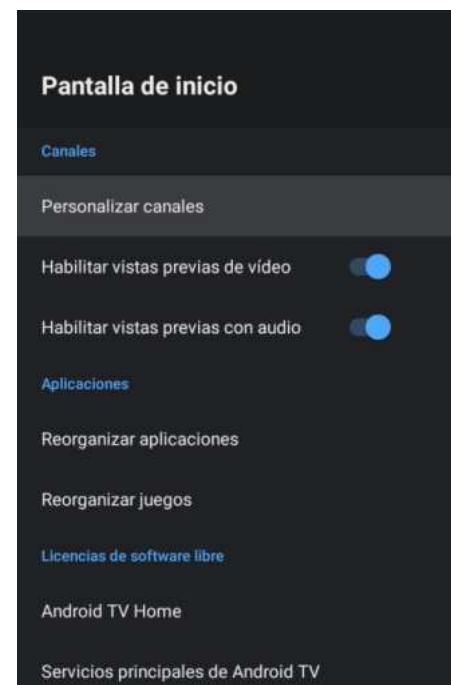 Pantalla de inicio
Canales
Personalizar canales
Habilitar vistas previas de vídeo
Habilitar vistas previas con audio
Aplicaciones
Reorganizar aplicaciones
Reorganizar juegos
Licencias de software libre
Android TV Home
Servicios principales de Android TV